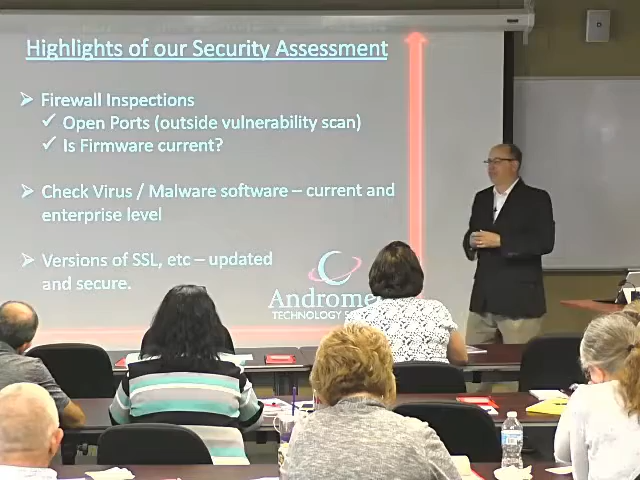 Highlights of our Security Assessment
➢ Firewall Inspections
✓ Open Ports (outside vulnerability scan)
✓ Is Firmware current?
➢ Check Virus / Malware software – current and
enterprise level
➢ Versions of SSL, etc – updated
and secure.
TECHNOLOGY